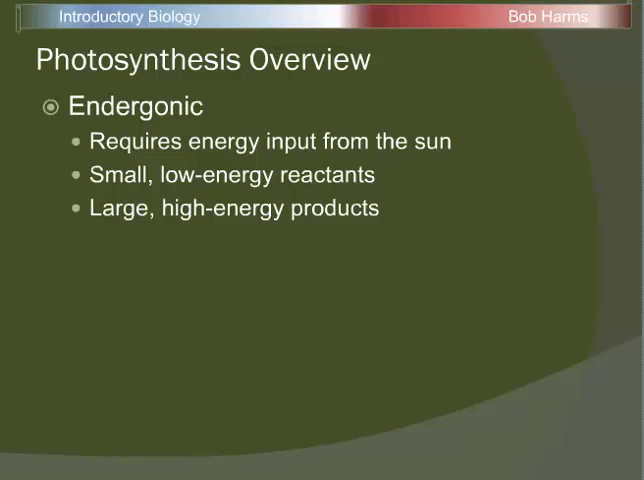 Introductory Biology Bob Harms
Photosynthesis Overview
Endergonic
Requires energy input from the sun
Small, low-energy reactants
Large, high-energy products